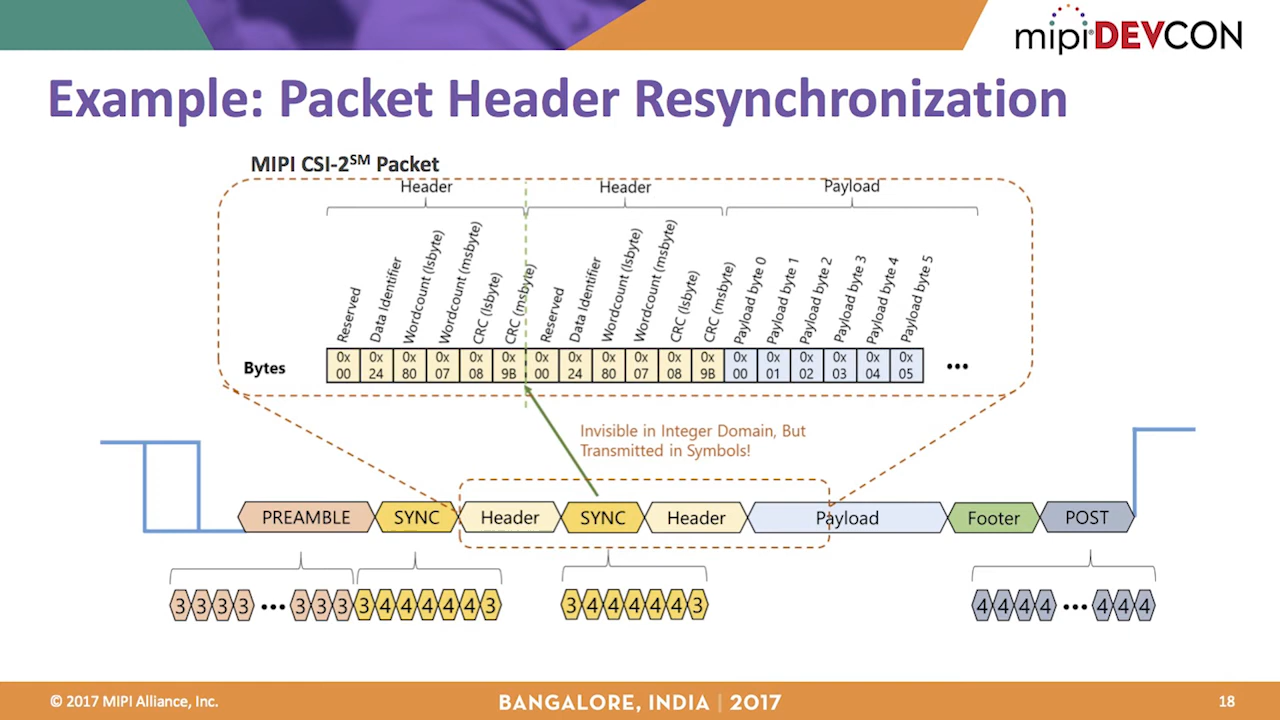 mipi DEVCON
Example: Packet Header Resynchronization
MIPI CSI-2SM Packet
Header Header Payload
Reserved
Data Identifier
Wordcount (lsbyte)
Wordcount (msbyte)
CRC (lsbyte)
CRC (msbyte)
Reserved
Data Identifier
Wordcount (lsbyte)
Wordcount (msbyte)
CRC (lsbyte)
CRC (msbyte)
Payload byte 0
Payload byte 1
Payload byte 2
Payload byte 3
Payload byte 4
Payload byte 5
0x 0x 0x 0x 0x 0x 0x 0x 0x 0x 0x 0x 0x 0x 0x 0x 0x 0x
Bytes
00 24 80 07 08 9B 00 24 80 07 08 9B 00 01 02 03 04 05 •••
Invisible in Integer Domain, But
Transmitted in Symbols!
PREAMBLE SYNC Header SYNC Header Payload Footer POST
3 3 3 3 ••• 3 3 3 3 4 4 4 4 4 3 3 4 4 4 4 4 3 4 4 4 4 ••• 4 4 4
© 2017 MIPI Alliance, Inc.
BANGALORE, INDIA | 2017
18